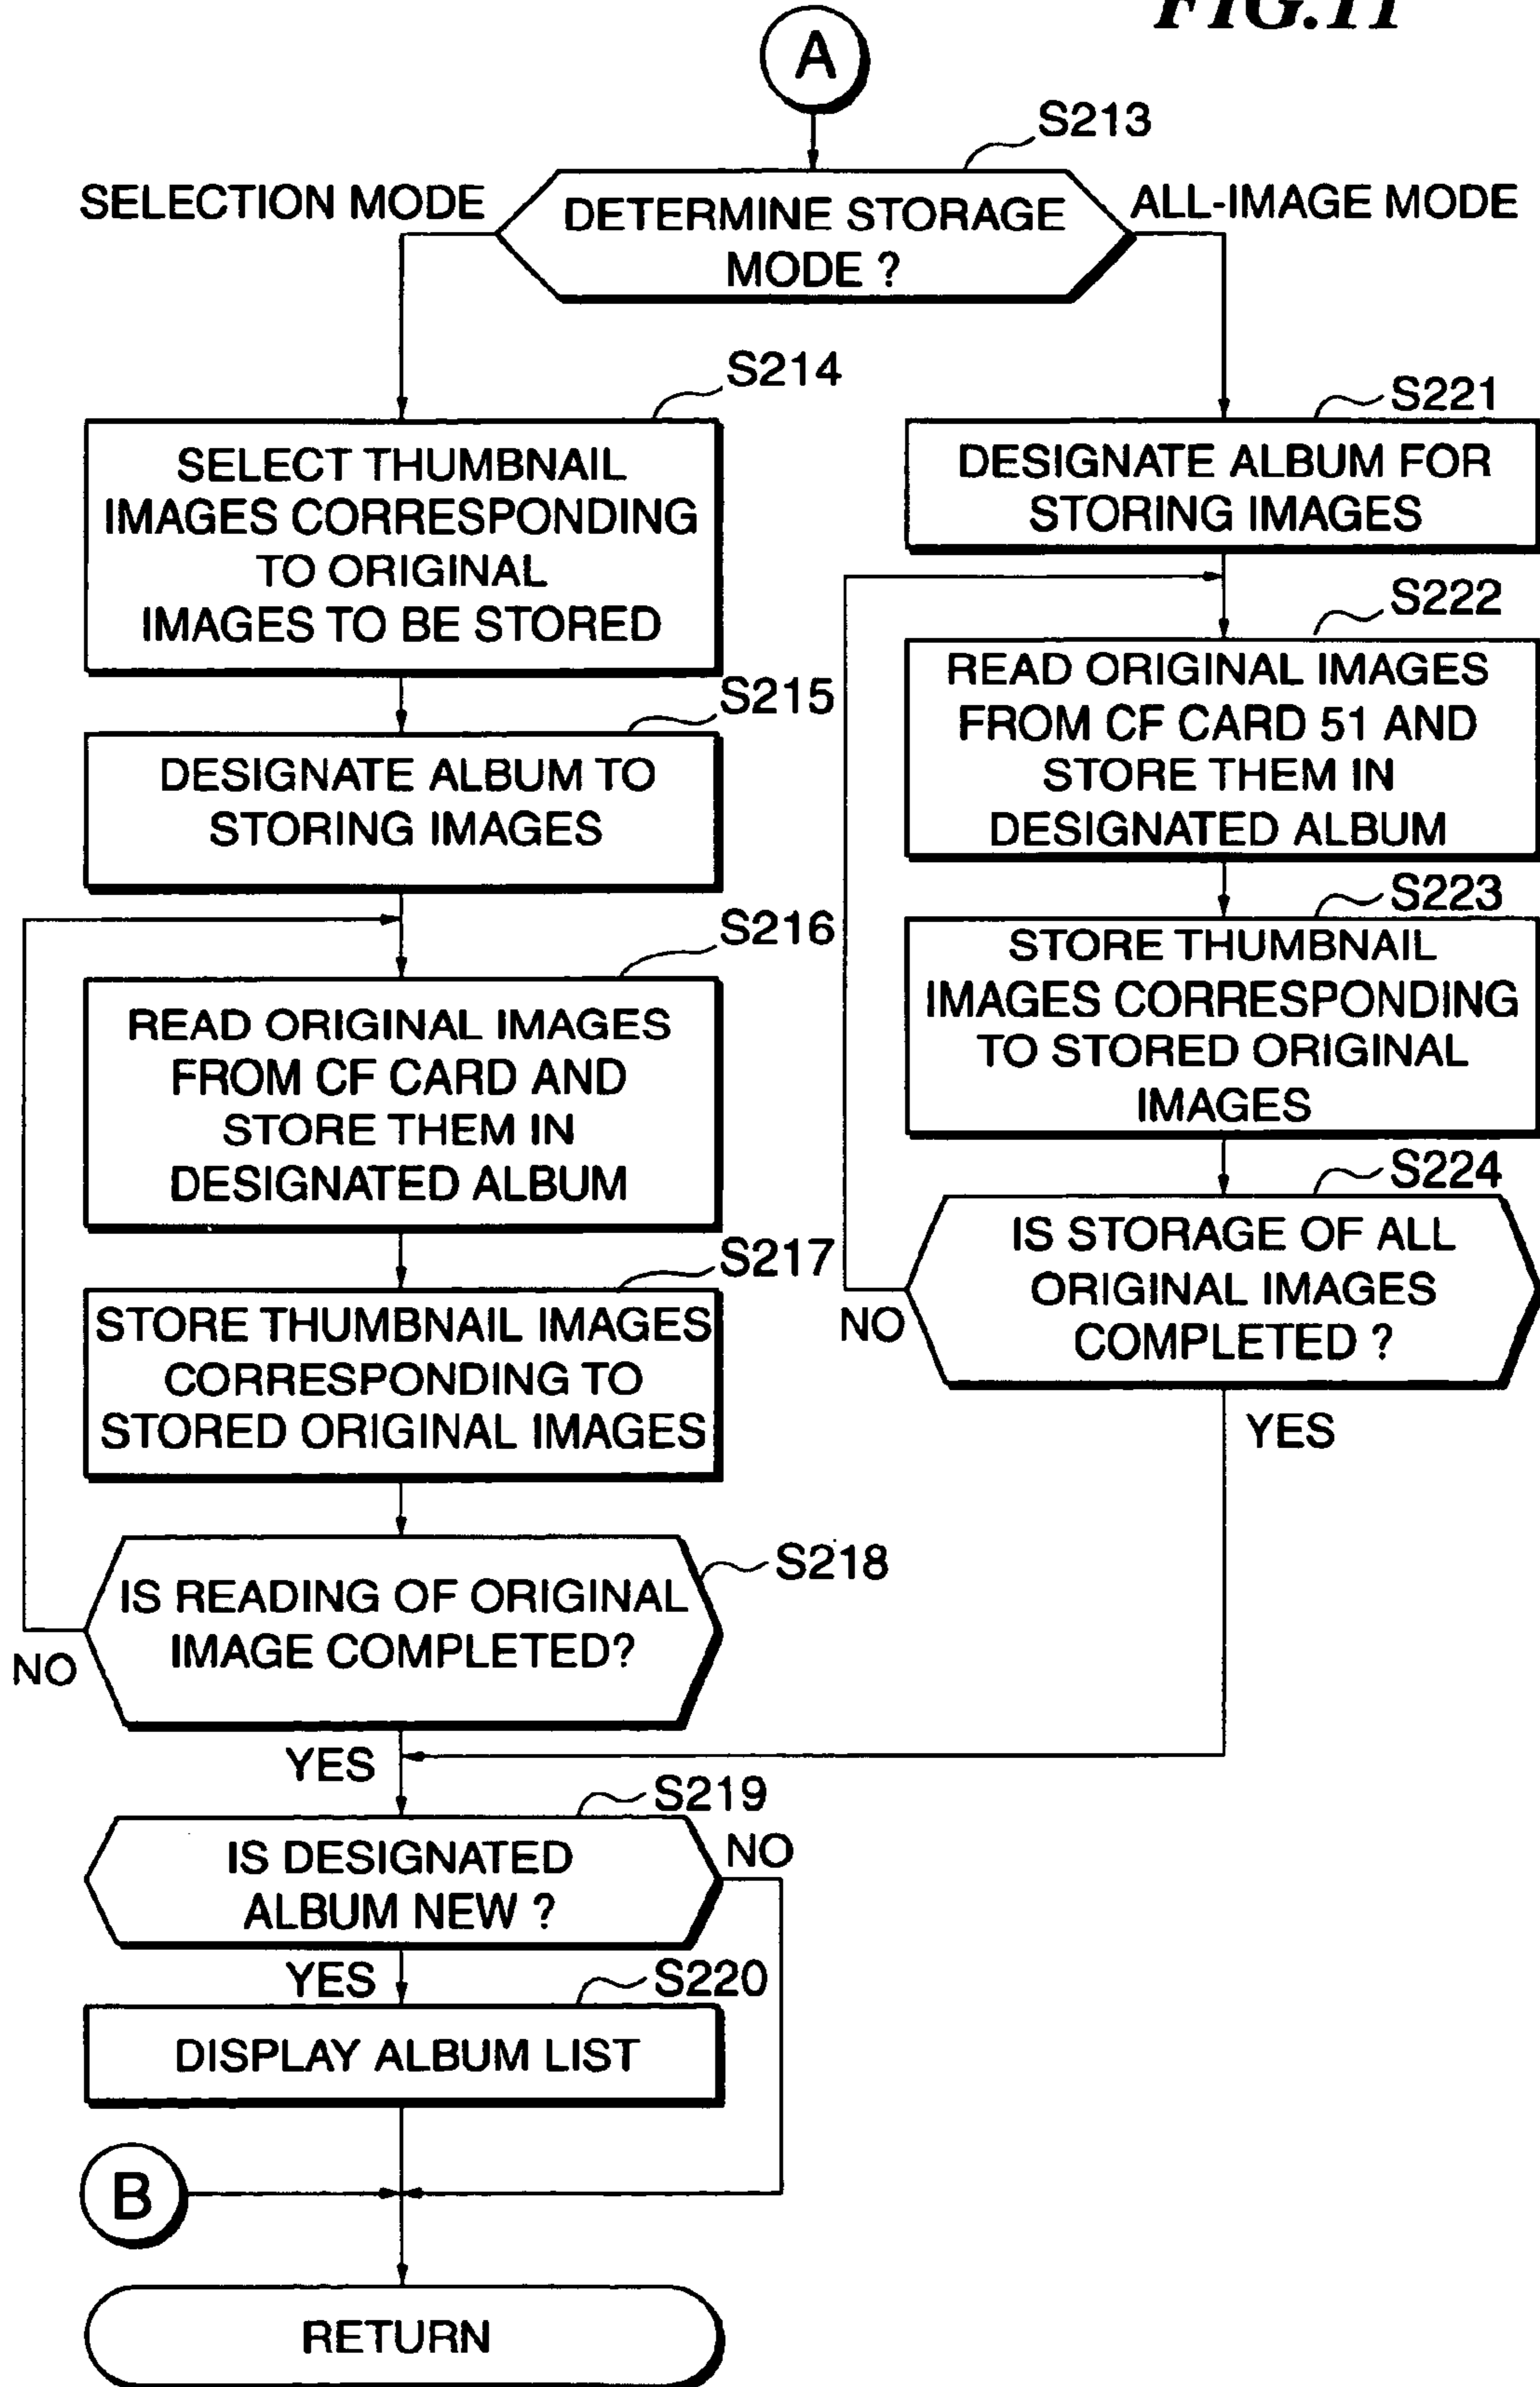 FIG.11
A
S213
SELECTION MODE
DETERMINE STORAGE
MODE ?
ALL-IMAGE MODE
S214
SELECT THUMBNAIL
IMAGES CORRESPONDING
TO ORIGINAL
IMAGES TO BE STORED
S215
DESIGNATE ALBUM TO
STORING IMAGES
S216
READ ORIGINAL IMAGES
FROM CF CARD AND
STORE THEM IN
DESIGNATED ALBUM
S217
STORE THUMBNAIL IMAGES
CORRESPONDING TO
STORED ORIGINAL IMAGES
S218
IS READING OF ORIGINAL
IMAGE COMPLETED?
NO
YES
S221
DESIGNATE ALBUM FOR
STORING IMAGES
S222
READ ORIGINAL IMAGES
FROM CF CARD 51 AND
STORE THEM IN
DESIGNATED ALBUM
S223
STORE THUMBNAIL
IMAGES CORRESPONDING
TO STORED ORIGINAL
IMAGES
S224
IS STORAGE OF ALL
ORIGINAL IMAGES
COMPLETED ?
NO
YES
S219
IS DESIGNATED
ALBUM NEW ?
NO
YES
S220
DISPLAY ALBUM LIST
B
RETURN